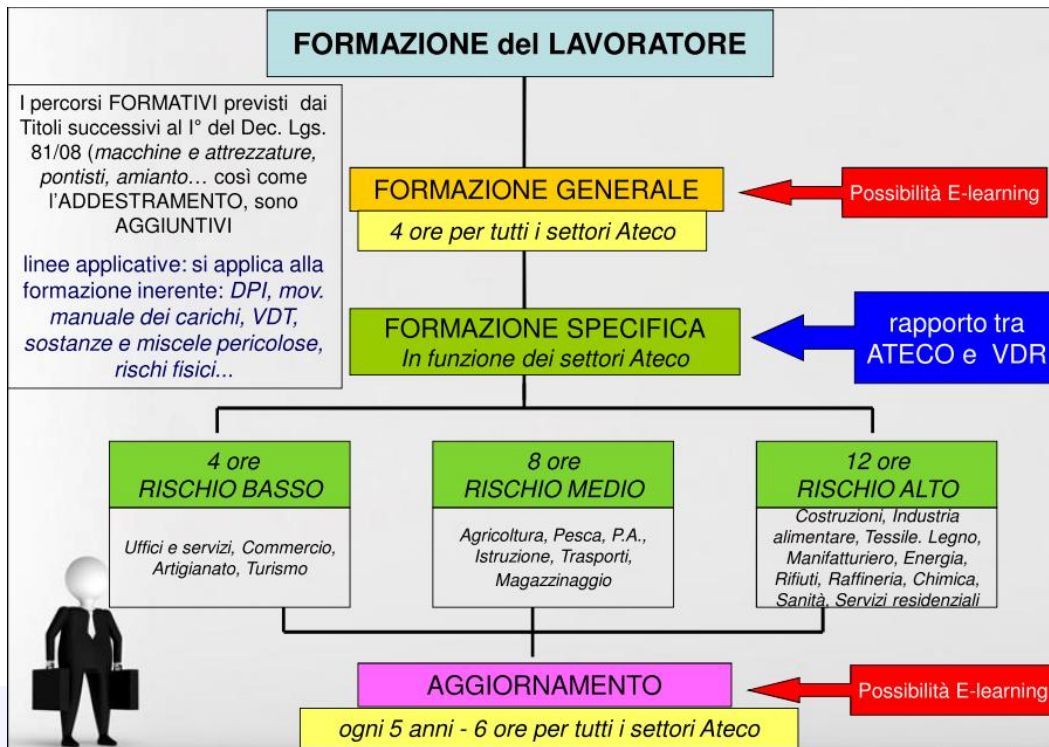 FORMAZIONE del LAVORATORE
I percorsi FORMATIVI previsti dai
Titoli successivi al I° del Dec. Lgs.
81/08 (macchine e attrezzature,
pontisti, amianto… così come
l'ADDESTRAMENTO, sono
AGGIUNTIVI
linee applicative: si applica alla
formazione inerente: DPI, mov.
manuale dei carichi, VDT,
sostanze e miscele pericolose,
rischi fisici...
FORMAZIONE GENERALE
4 ore per tutti i settori Ateco
Possibilità E-learning
FORMAZIONE SPECIFICA
In funzione dei settori Ateco
rapporto tra
ATECO e VDR
4 ore
RISCHIO BASSO
Uffici e servizi, Commercio,
Artigianato, Turismo
8 ore
RISCHIO MEDIO
Agricoltura, Pesca, P.A.,
Istruzione, Trasporti,
Magazzinaggio
12 ore
RISCHIO ALTO
Costruzioni, Industria
alimentare, Tessile. Legno,
Manifatturiero, Energia,
Rifiuti, Raffineria, Chimica,
Sanità, Servizi residenziali
AGGIORNAMENTO
ogni 5 anni - 6 ore per tutti i settori Ateco
Possibilità E-learning